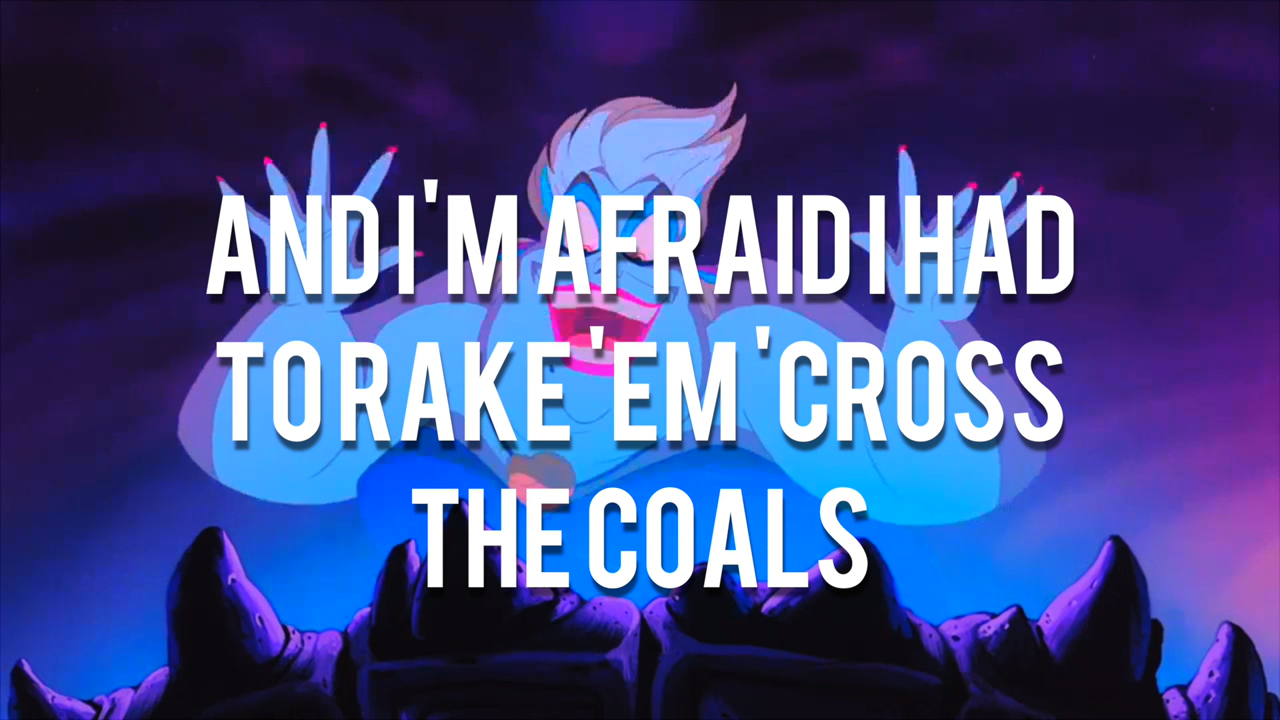 AND I'M AFRAID I HAD
TO RAKE 'EM 'CROSS
THE COALS